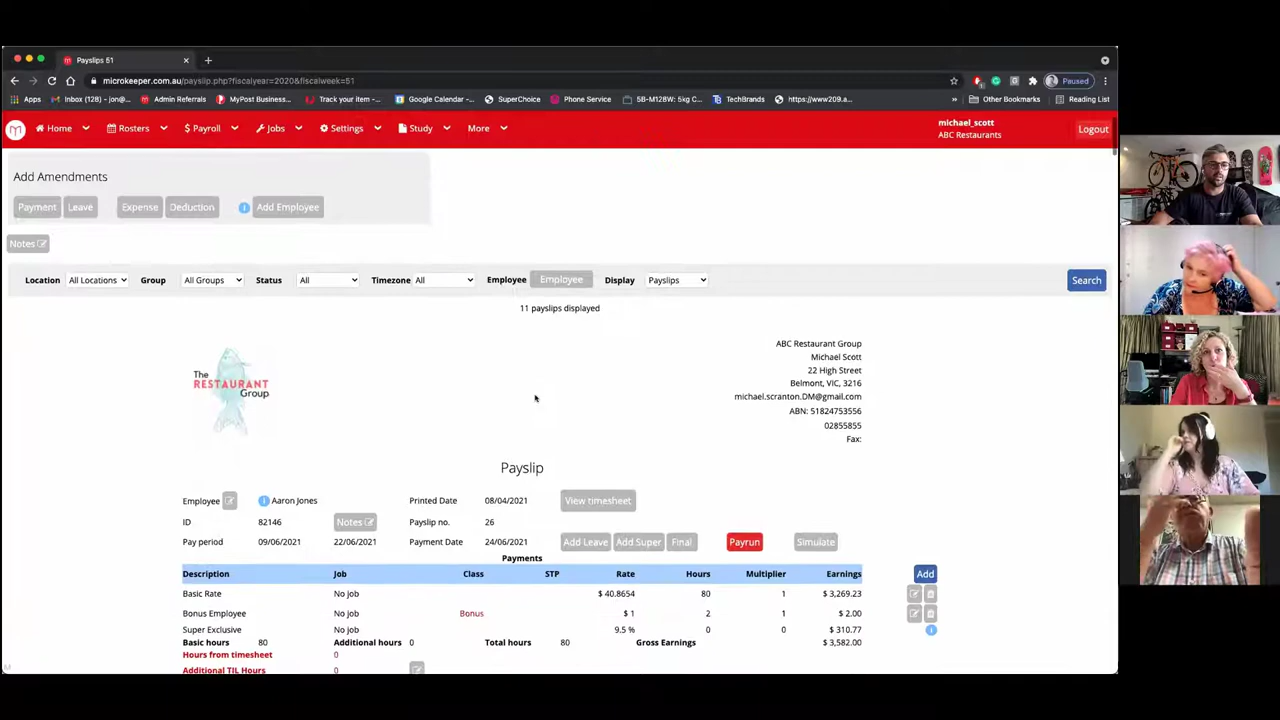 Payslips 51
microkeeper.com.au/payslip.php?fiscalyear=2020&fiscalweek=51
Paused
Apps Inbox (128) - jon@... Admin Referrals MyPost Business... Track your item -... Google Calendar -... SuperChoice Phone Service 5B-M128W: 5kg C... TechBrands https://www209.a... » Other Bookmarks Reading List
Home Rosters Payroll Jobs Settings Study More
michael_scott
ABC Restaurants
Logout
Add Amendments
Payment Leave Expense Deduction Add Employee
Notes
Location All Locations Group All Groups Status All Timezone All Employee Employee Display Payslips Search
11 payslips displayed
The RESTAURANT Group
ABC Restaurant Group
Michael Scott
22 High Street
Belmont, VIC, 3216
michael.scranton.DM@gmail.com
ABN: 51824753556
02855855
Fax:
Payslip
Employee Aaron Jones Printed Date 08/04/2021 View timesheet
ID 82146 Notes Payslip no. 26
Pay period 09/06/2021 22/06/2021 Payment Date 24/06/2021 Add Leave Add Super Final Payrun Simulate
Payments
Description Job Class STP Rate Hours Multiplier Earnings Add
Basic Rate No job $ 40.8654 80 1 $ 3,269.23
Bonus Employee No job Bonus $ 1 2 1 $ 2.00
Super Exclusive No job 9.5 % 0 0 $ 310.77
Basic hours 80 Additional hours 0 Total hours 80 Gross Earnings $ 3,582.00
Hours from timesheet 0
Additional TIL Hours 0